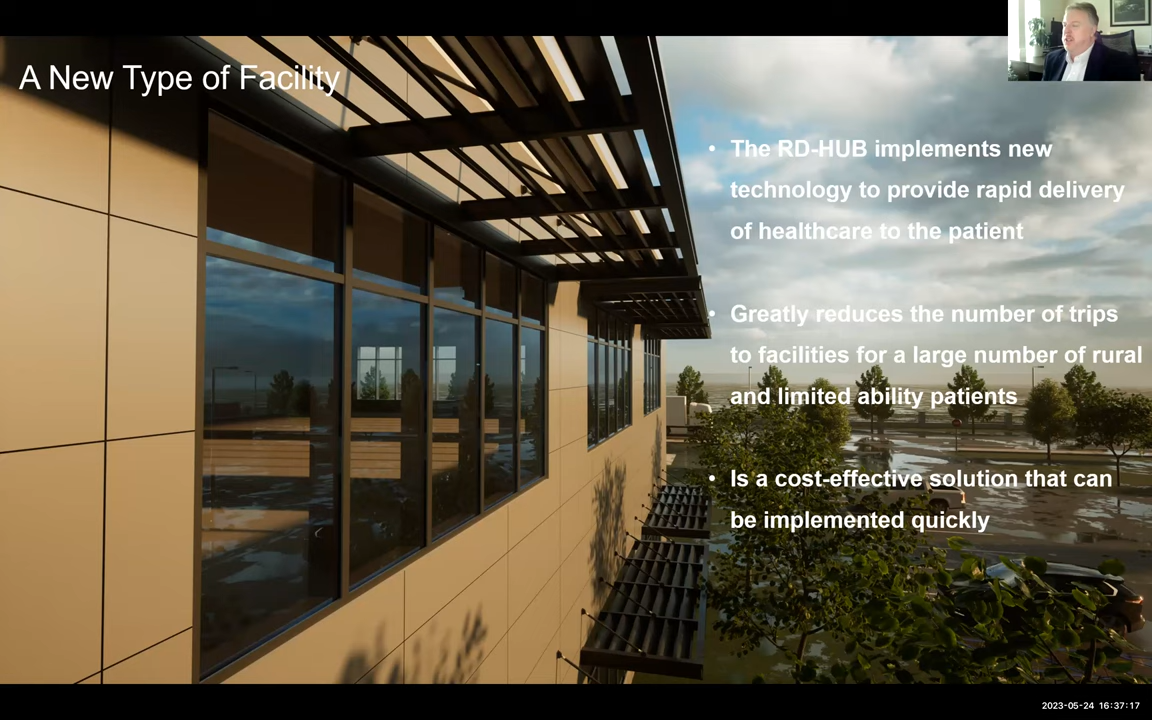 A New Type of Facility
• The RD-HUB implements new
technology to provide rapid delivery
of healthcare to the patient
• Greatly reduces the number of trips
to facilities for a large number of rural
and limited ability patients
• Is a cost-effective solution that can
be implemented quickly
2023-05-24 16:37:17